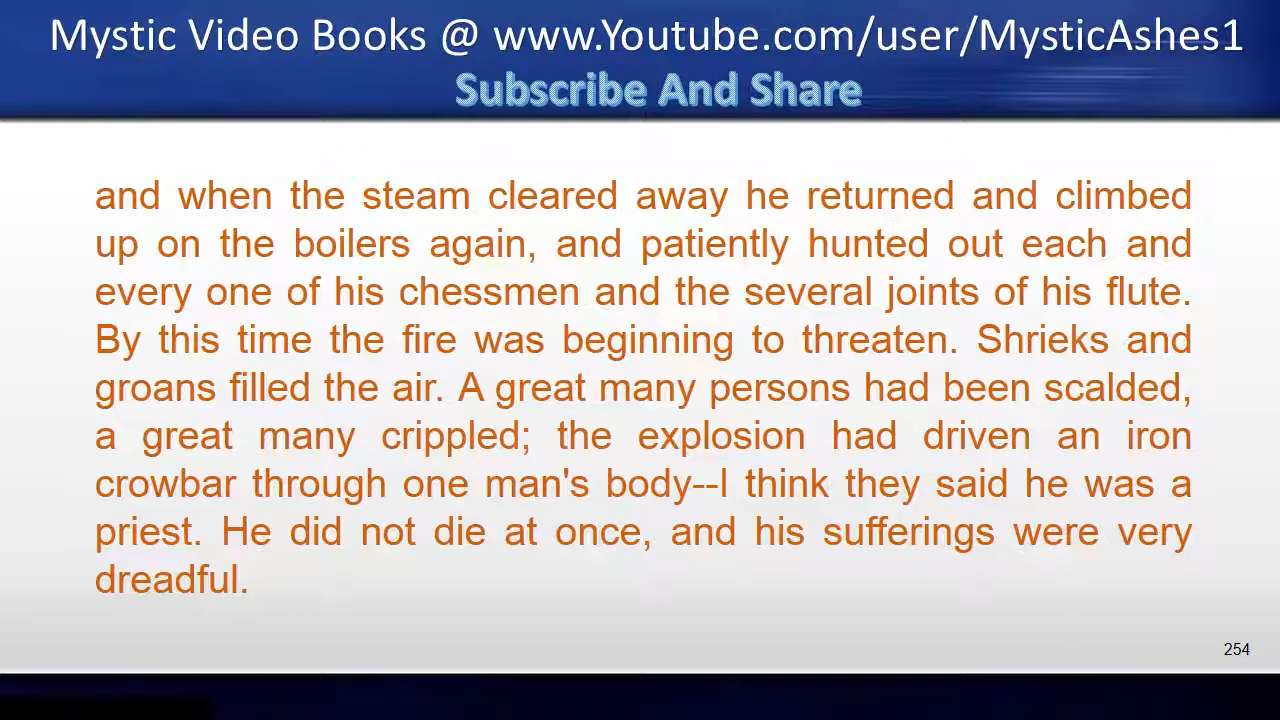 Mystic Video Books @ www.Youtube.com/user/MysticAshes1
Subscribe And Share
and when the steam cleared away he returned and climbed
up on the boilers again, and patiently hunted out each and
every one of his chessmen and the several joints of his flute.
By this time the fire was beginning to threaten. Shrieks and
groans filled the air. A great many persons had been scalded,
a great many crippled; the explosion had driven an iron
crowbar through one man's body--I think they said he was a
priest. He did not die at once, and his sufferings were very
dreadful.
254